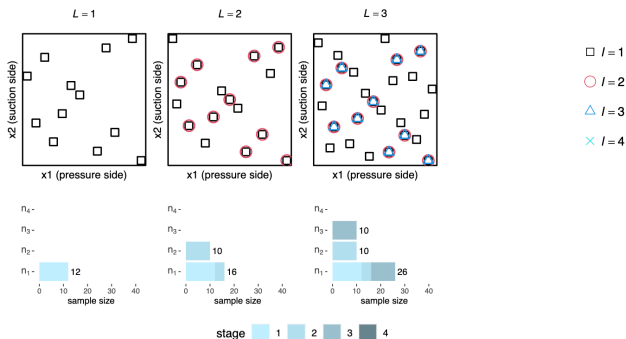 L = 1
L = 2
L = 3
x2 (suction side)
x1 (pressure side)
x2 (suction side)
x1 (pressure side)
x2 (suction side)
x1 (pressure side)
l = 1
l = 2
l = 3
l = 4
n₄
n₃
n₂
n₁
12
0 10 20 30 40
sample size
n₄
n₃
n₂
n₁
10
16
0 10 20 30 40
sample size
n₄
n₃
n₂
n₁
10
10
26
0 10 20 30 40
sample size
stage 1 2 3 4